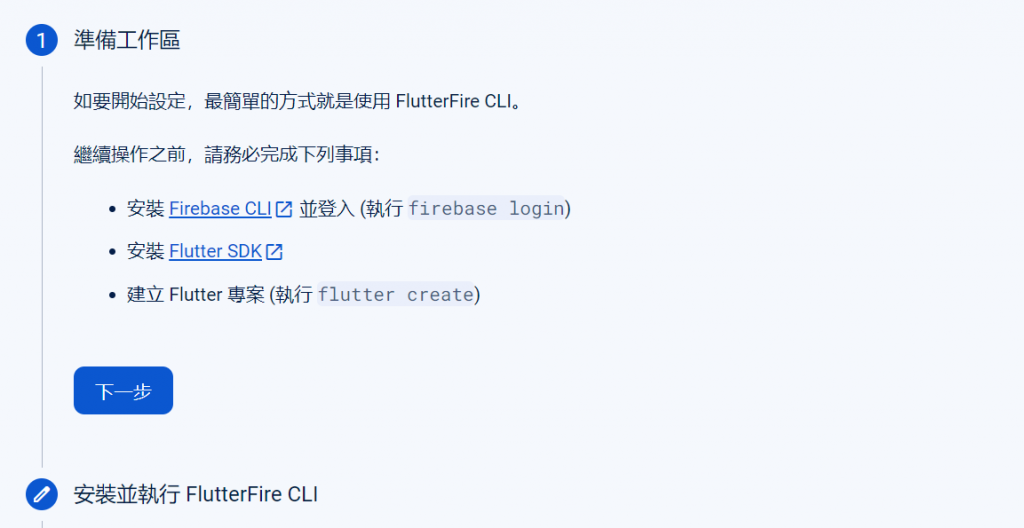 1 準備工作區
如要開始設定，最簡單的方式就是使用 FlutterFire CLI。
繼續操作之前，請務必完成下列事項：
• 安裝 Firebase CLI 並登入 (執行 firebase login)
• 安裝 Flutter SDK
• 建立 Flutter 專案 (執行 flutter create)
下一步
安裝並執行 FlutterFire CLI